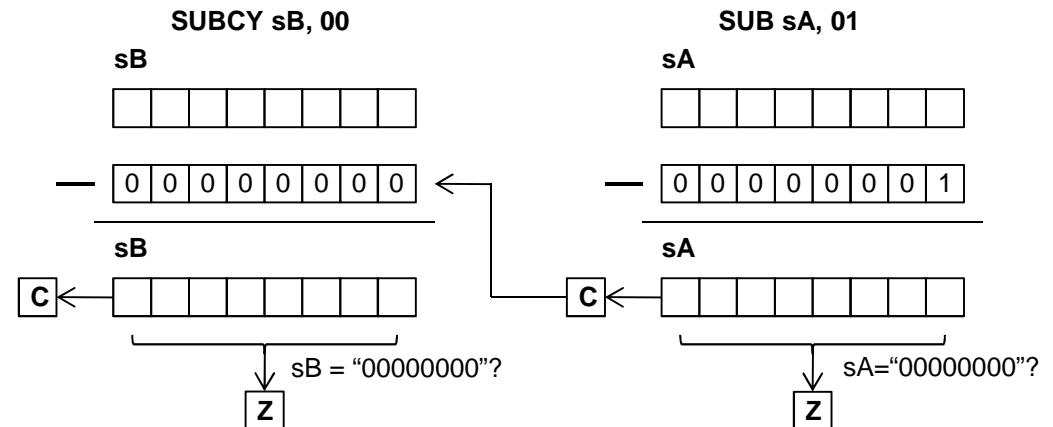 SUBCY sB, 00 SUB sA, 01
sB sA
— 0 0 0 0 0 0 0 0 — 0 0 0 0 0 0 0 1
sB sA
C C
sB = “00000000”? sA=“00000000”?
Z Z